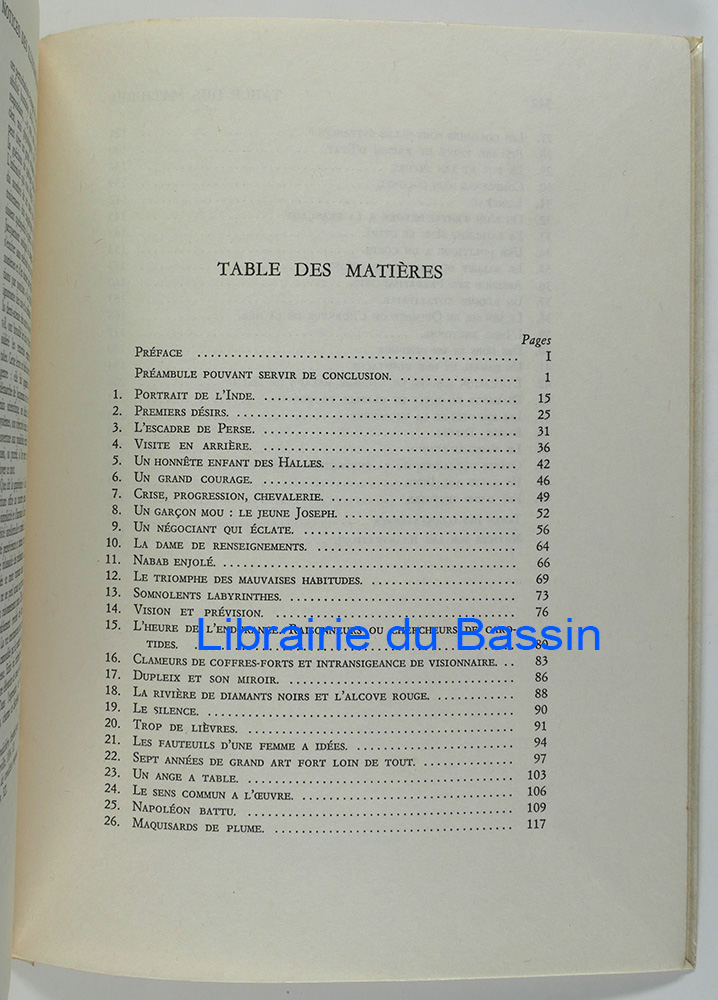 TABLE DES MATIÈRES
Pages
PRÉFACE .......... I
PRÉAMBULE POUVANT SERVIR DE CONCLUSION. .......... 1
1. PORTRAIT DE L'INDE. .......... 15
2. PREMIERS DÉSIRS. .......... 25
3. L'ESCADRE DE PERSE. .......... 31
4. VISITE EN ARRIÈRE. .......... 36
5. UN HONNÊTE ENFANT DES HALLES. .......... 42
6. UN GRAND COURAGE. .......... 46
7. CRISE, PROGRESSION, CHEVALERIE. .......... 49
8. UN GARÇON MOU : LE JEUNE JOSEPH. .......... 52
9. UN NÉGOCIANT QUI ÉCLATE. .......... 56
10. LA DAME DE RENSEIGNEMENTS. .......... 64
11. NABAB ENJOLÉ. .......... 66
12. LE TRIOMPHE DES MAUVAISES HABITUDES. .......... 69
13. SOMNOLENTS LABYRINTHES. .......... 73
14. VISION ET PRÉVISION. .......... 76
15. L'HEURE DE L'ENDURANCE. RAISONNEURS OU CHERCHEURS DE CARO-
TIDES. .......... 80
Librairie du Bassin
16. CLAMEURS DE COFFRES-FORTS ET INTRANSIGEANCE DE VISIONNAIRE. .. 83
17. DUPLEIX ET SON MIROIR. .......... 86
18. LA RIVIÈRE DE DIAMANTS NOIRS ET L'ALCOVE ROUGE. .......... 88
19. LE SILENCE. .......... 90
20. TROP DE LIÈVRES. .......... 91
21. LES FAUTEUILS D'UNE FEMME A IDÉES. .......... 94
22. SEPT ANNÉES DE GRAND ART FORT LOIN DE TOUT. .......... 97
23. UN ANGE A TABLE. .......... 103
24. LE SENS COMMUN A L'ŒUVRE. .......... 106
25. NAPOLÉON BATTU. .......... 109
26. MAQUISARDS DE PLUME. .......... 117